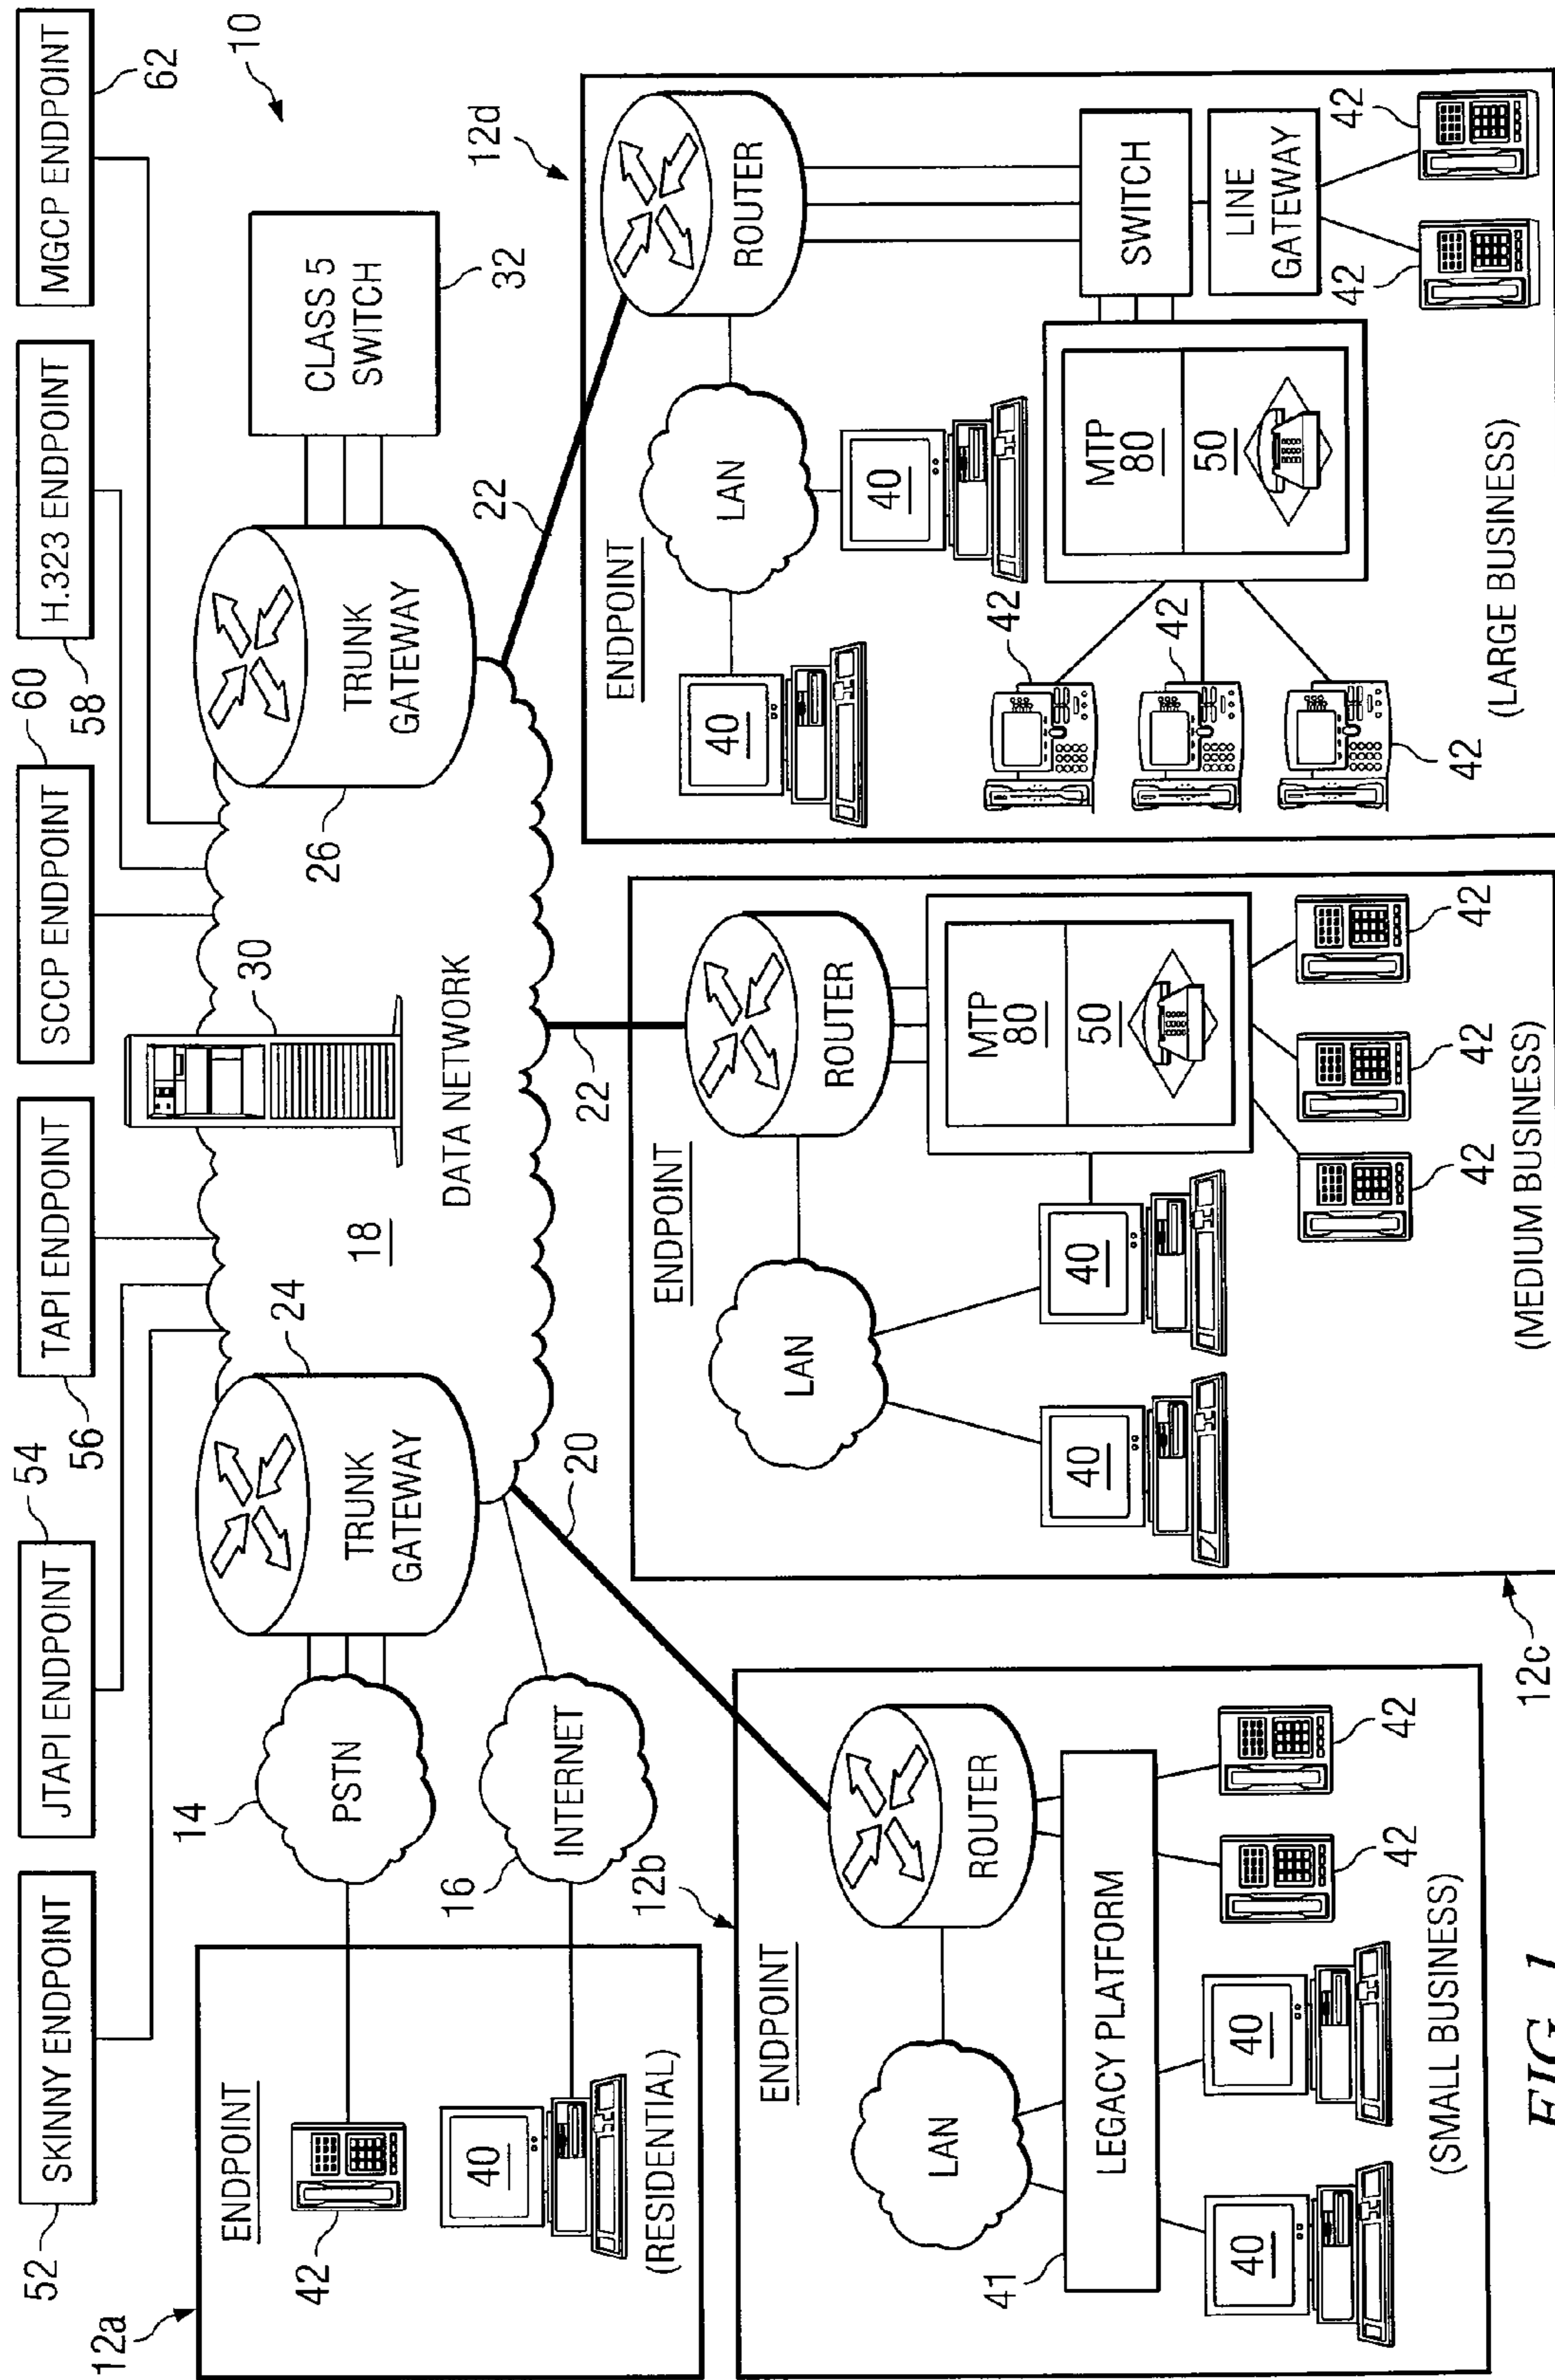 52
SKINNY ENDPOINT
JTAPI ENDPOINT
54
56
TAPI ENDPOINT
SCCP ENDPOINT
60
58
H.323 ENDPOINT
MGCP ENDPOINT
62
10
12a
ENDPOINT
42
40
(RESIDENTIAL)
14
PSTN
16
INTERNET
TRUNK
GATEWAY
24
20
18
30
DATA NETWORK
22
26
TRUNK
GATEWAY
22
CLASS 5
SWITCH
32
12b
ENDPOINT
LAN
ROUTER
41
LEGACY PLATFORM
40
40
42
42
(SMALL BUSINESS)
12c
ENDPOINT
LAN
ROUTER
40
40
MTP
80
50
42
42
42
(MEDIUM BUSINESS)
12d
ENDPOINT
LAN
ROUTER
40
40
42
42
42
MTP
80
50
SWITCH
LINE
GATEWAY
42
42
(LARGE BUSINESS)
FIG. 1